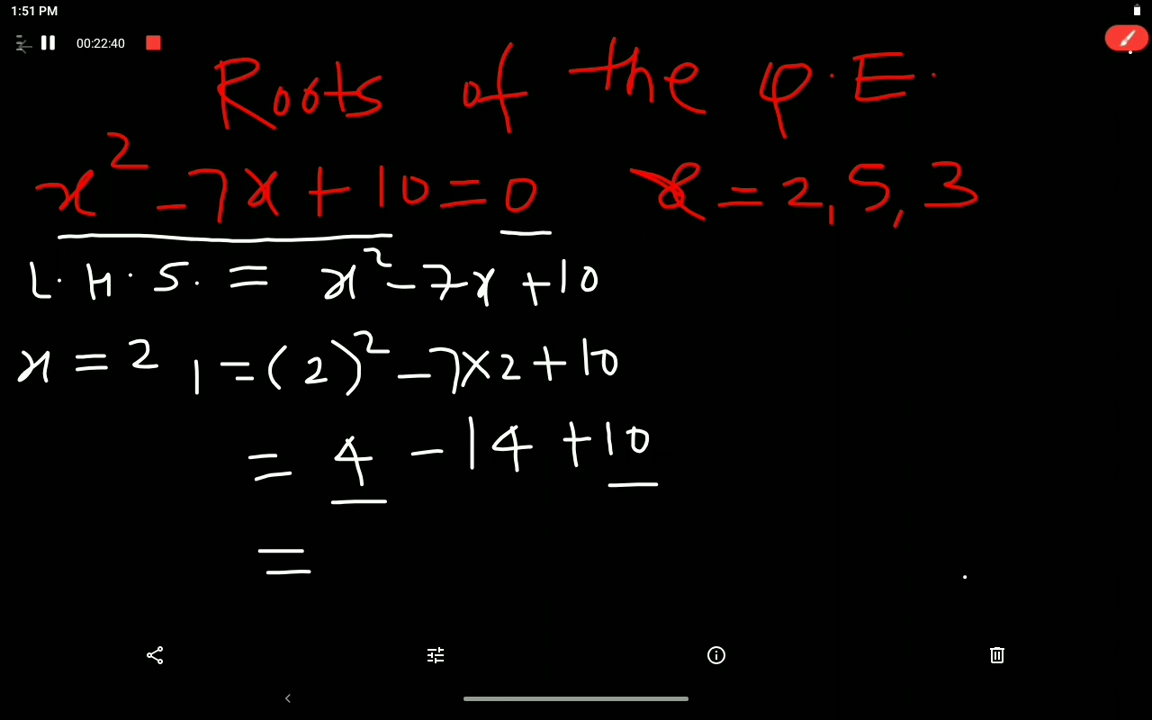 1:51 PM
00:22:40
Roots of the Q.E.
x² - 7x + 10 = 0 x = 2, 5, 3
L.H.S. = x² - 7x + 10
x = 2, = (2)² - 7×2 + 10
= 4 - 14 + 10
=